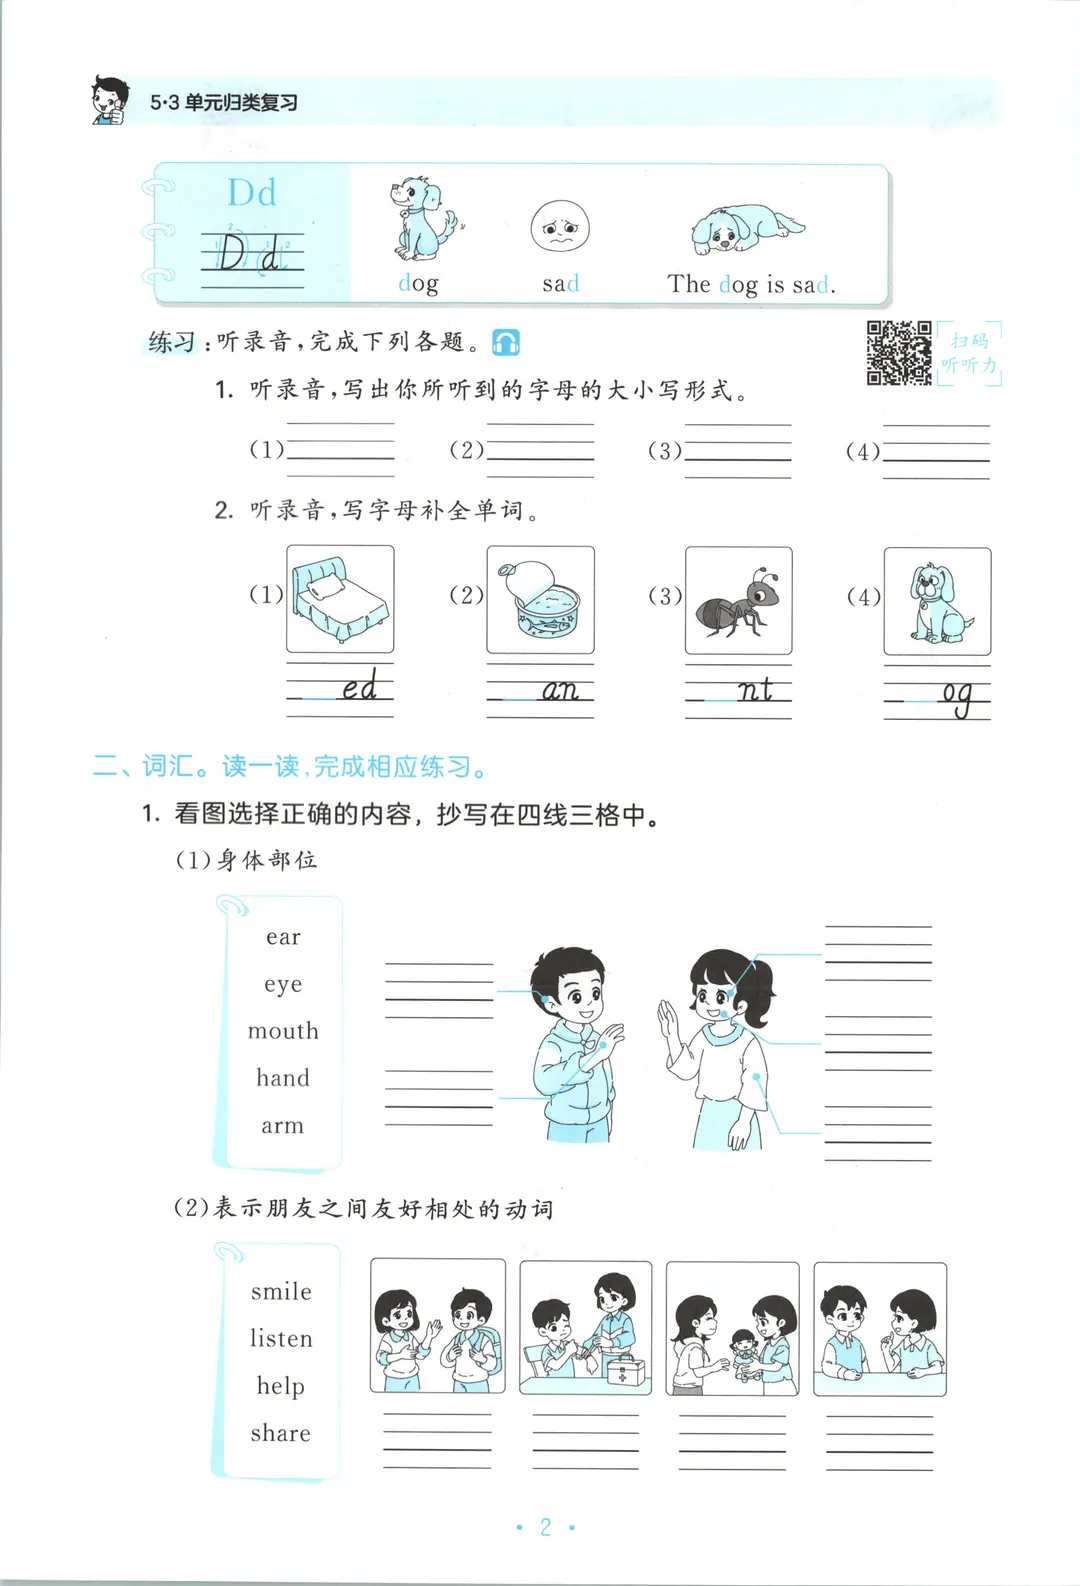 5·3 单元归类复习
Dd
D d
dog
sad
The dog is sad.
练习:听录音,完成下列各题。
扫码
听听力
1. 听录音,写出你所听到的字母的大小写形式。
(1)
(2)
(3)
(4)
2. 听录音,写字母补全单词。
(1)
(2)
(3)
(4)
ed
an
nt
og
二、词汇。读一读,完成相应练习。
1. 看图选择正确的内容，抄写在四线三格中。
(1)身体部位
ear
eye
mouth
hand
arm
(2)表示朋友之间友好相处的动词
smile
listen
help
share
· 2 ·